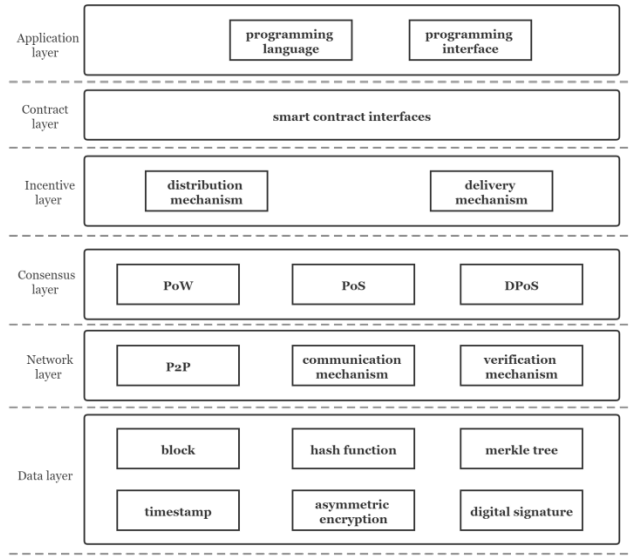 Application
layer
programming
language
programming
interface
Contract
layer
smart contract interfaces
Incentive
layer
distribution
mechanism
delivery
mechanism
Consensus
layer
PoW
PoS
DPoS
Network
layer
P2P
communication
mechanism
verification
mechanism
Data layer
block
hash function
merkle tree
timestamp
asymmetric
encryption
digital signature